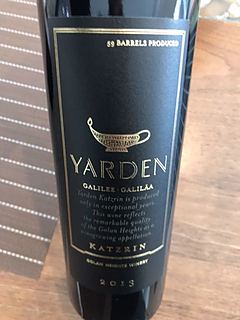 59 BARRELS PRODUCED
YARDEN
GALILEE · GALILÄA
Yarden Katzrin is produced
only in exceptional years.
This wine reflects
the remarkable quality
of the Golan Heights as a
winegrowing appellation.
KATZRIN
GOLAN HEIGHTS WINERY
2013